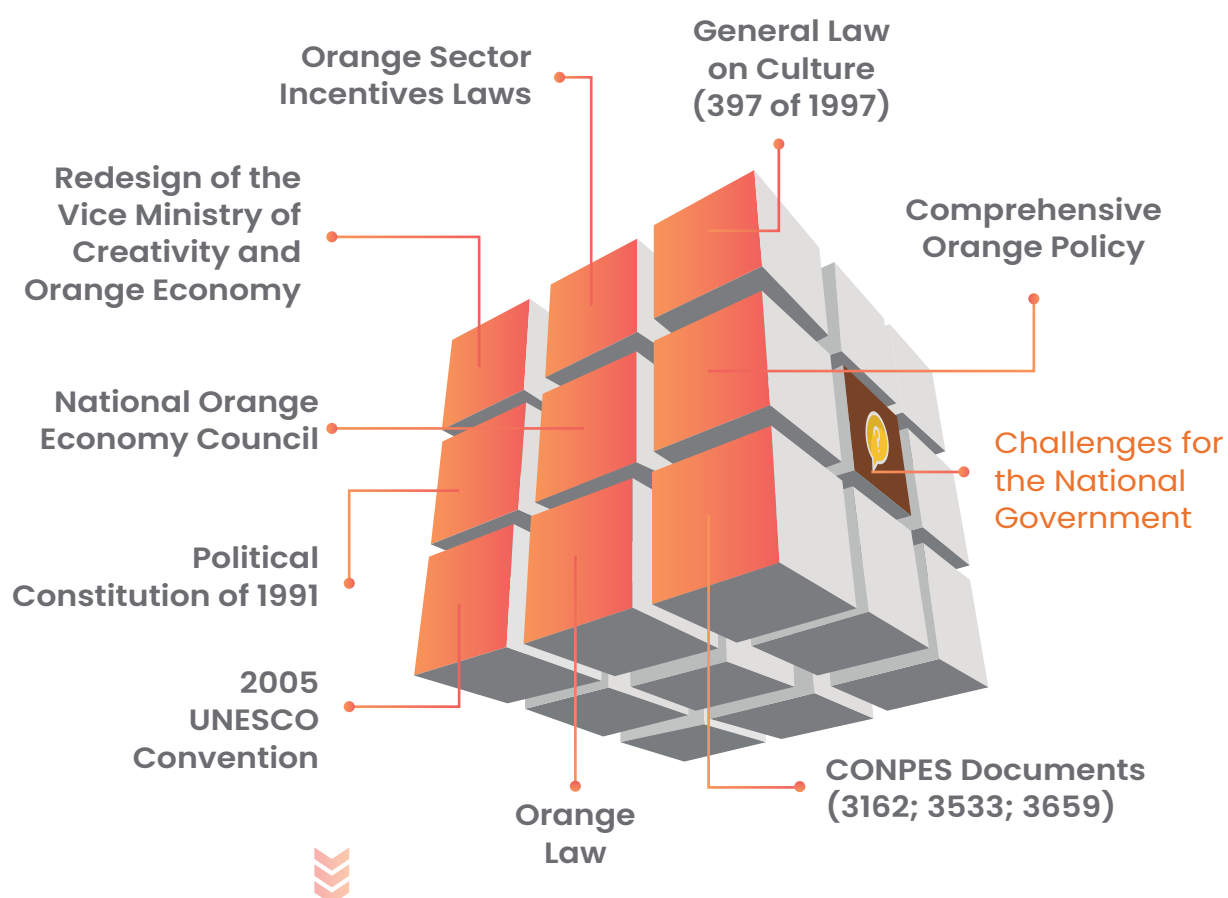 Orange Sector
Incentives Laws
General Law
on Culture
(397 of 1997)
Redesign of the
Vice Ministry of
Creativity and
Orange Economy
Comprehensive
Orange Policy
National Orange
Economy Council
Challenges for
the National
Government
Political
Constitution of 1991
2005
UNESCO
Convention
Orange
Law
CONPES Documents
(3162; 3533; 3659)
?